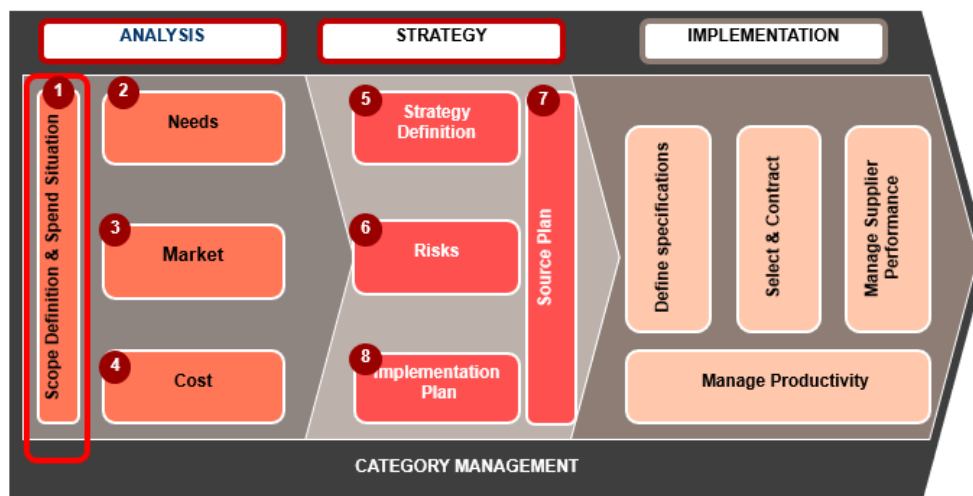 ANALYSIS
STRATEGY
IMPLEMENTATION
1
Scope Definition & Spend Situation
2
Needs
3
Market
4
Cost
5
Strategy
Definition
6
Risks
8
Implementation
Plan
7
Source Plan
Define specifications
Select & Contract
Manage Supplier
Performance
Manage Productivity
CATEGORY MANAGEMENT